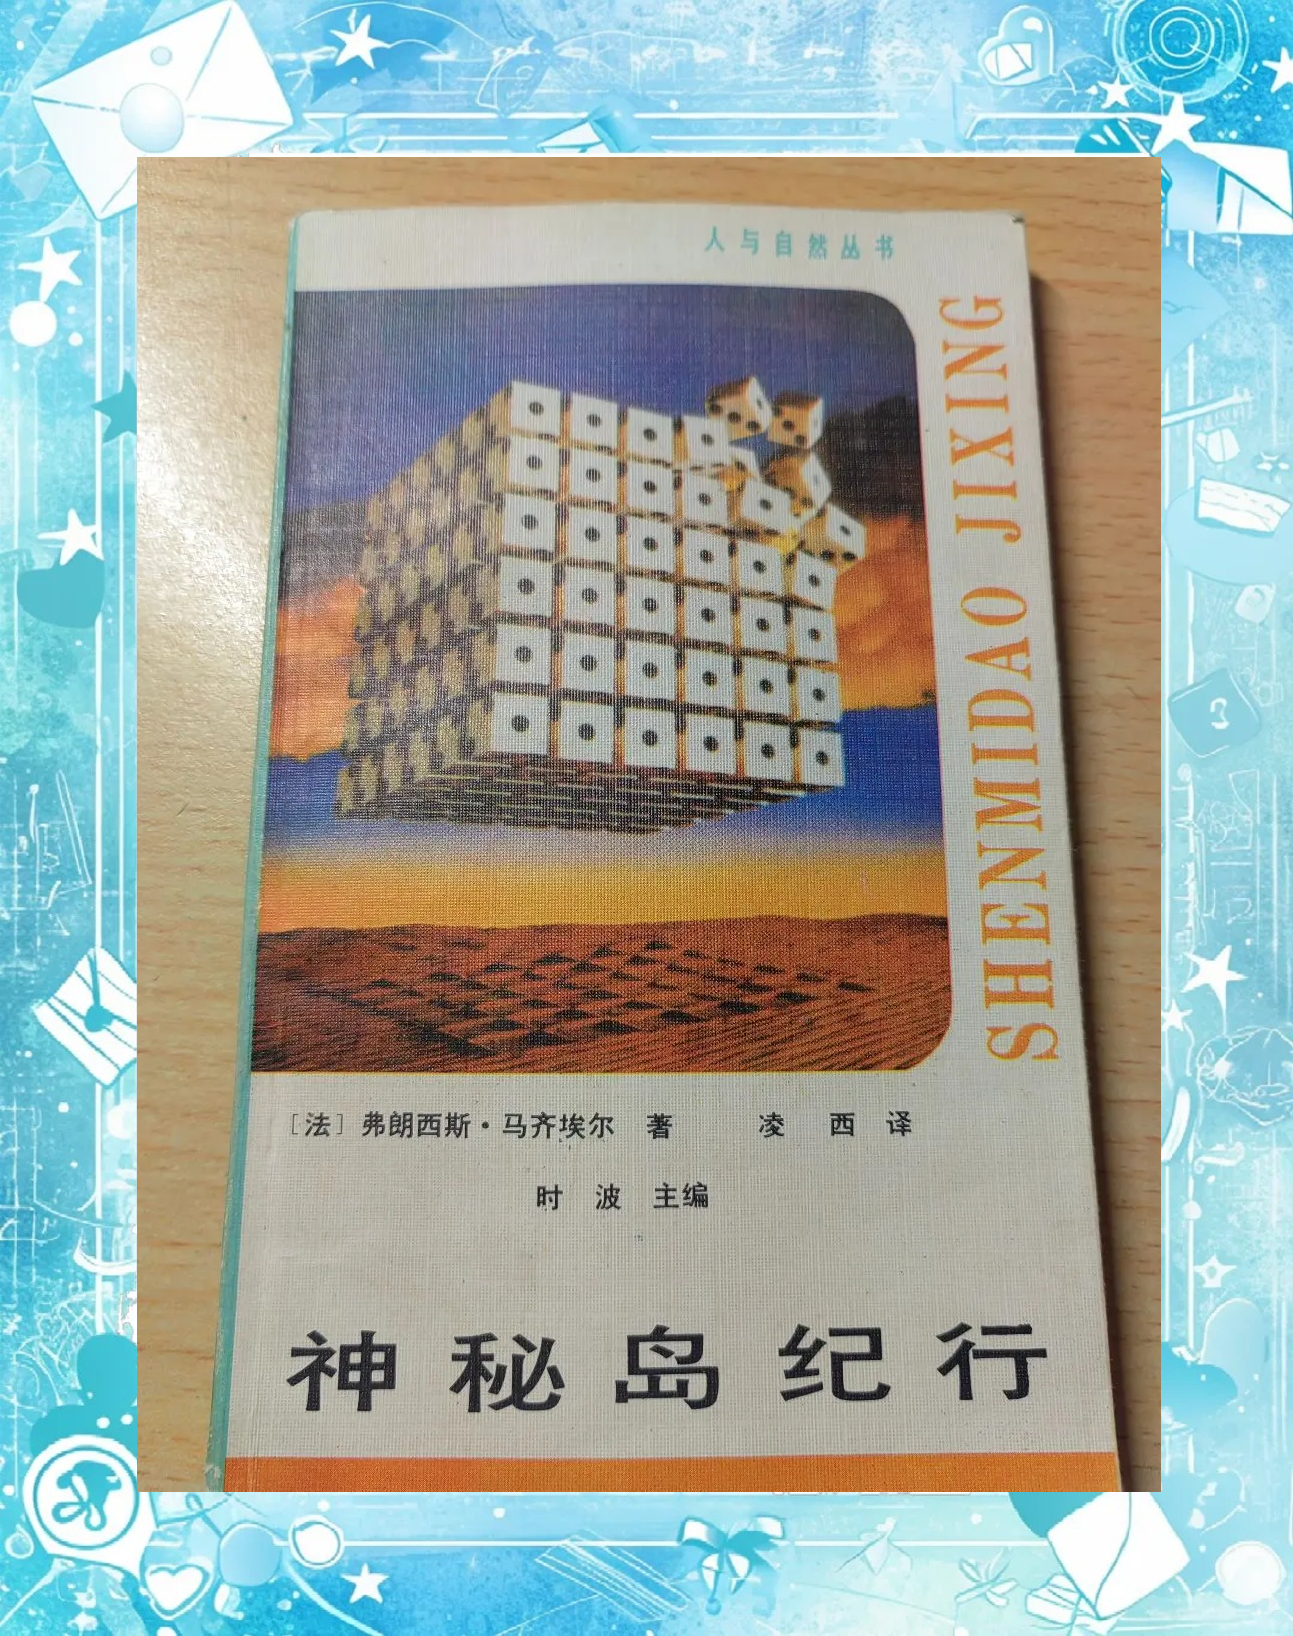 人与自然丛书
SHENMIDAO JIXING
［法］弗朗西斯·马齐埃尔 著 凌 西 译
时 波 主编
神秘岛纪行